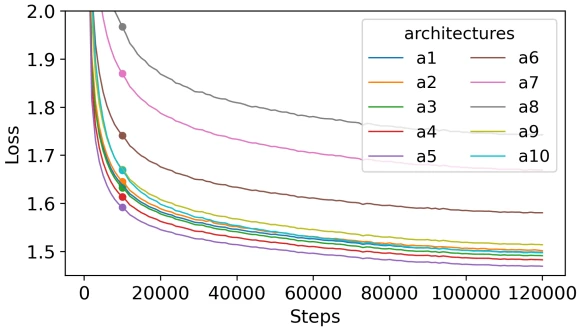 2.0
1.9
1.8
1.7
1.6
1.5
Loss
architectures
a1 a6
a2 a7
a3 a8
a4 a9
a5 a10
0 20000 40000 60000 80000 100000 120000
Steps